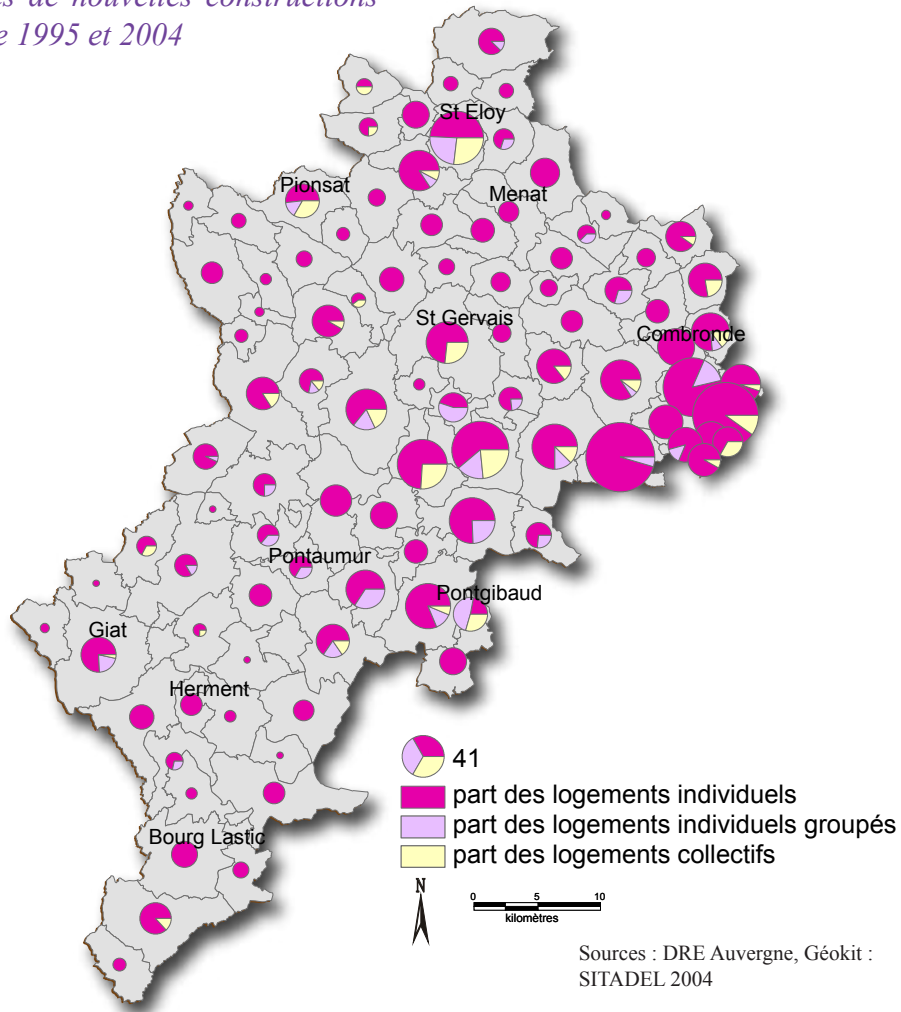 de nouvelles constructions
1995 et 2004
St Eloy
Pionsat
Menat
St Gervais
Combronde
Pontaumur
Pontgibaud
Giat
Herment
Bourg Lastic
41
part des logements individuels
part des logements individuels groupés
part des logements collectifs
N
0 5 10
kilomètres
Sources : DRE Auvergne, Géokit :
SITADEL 2004